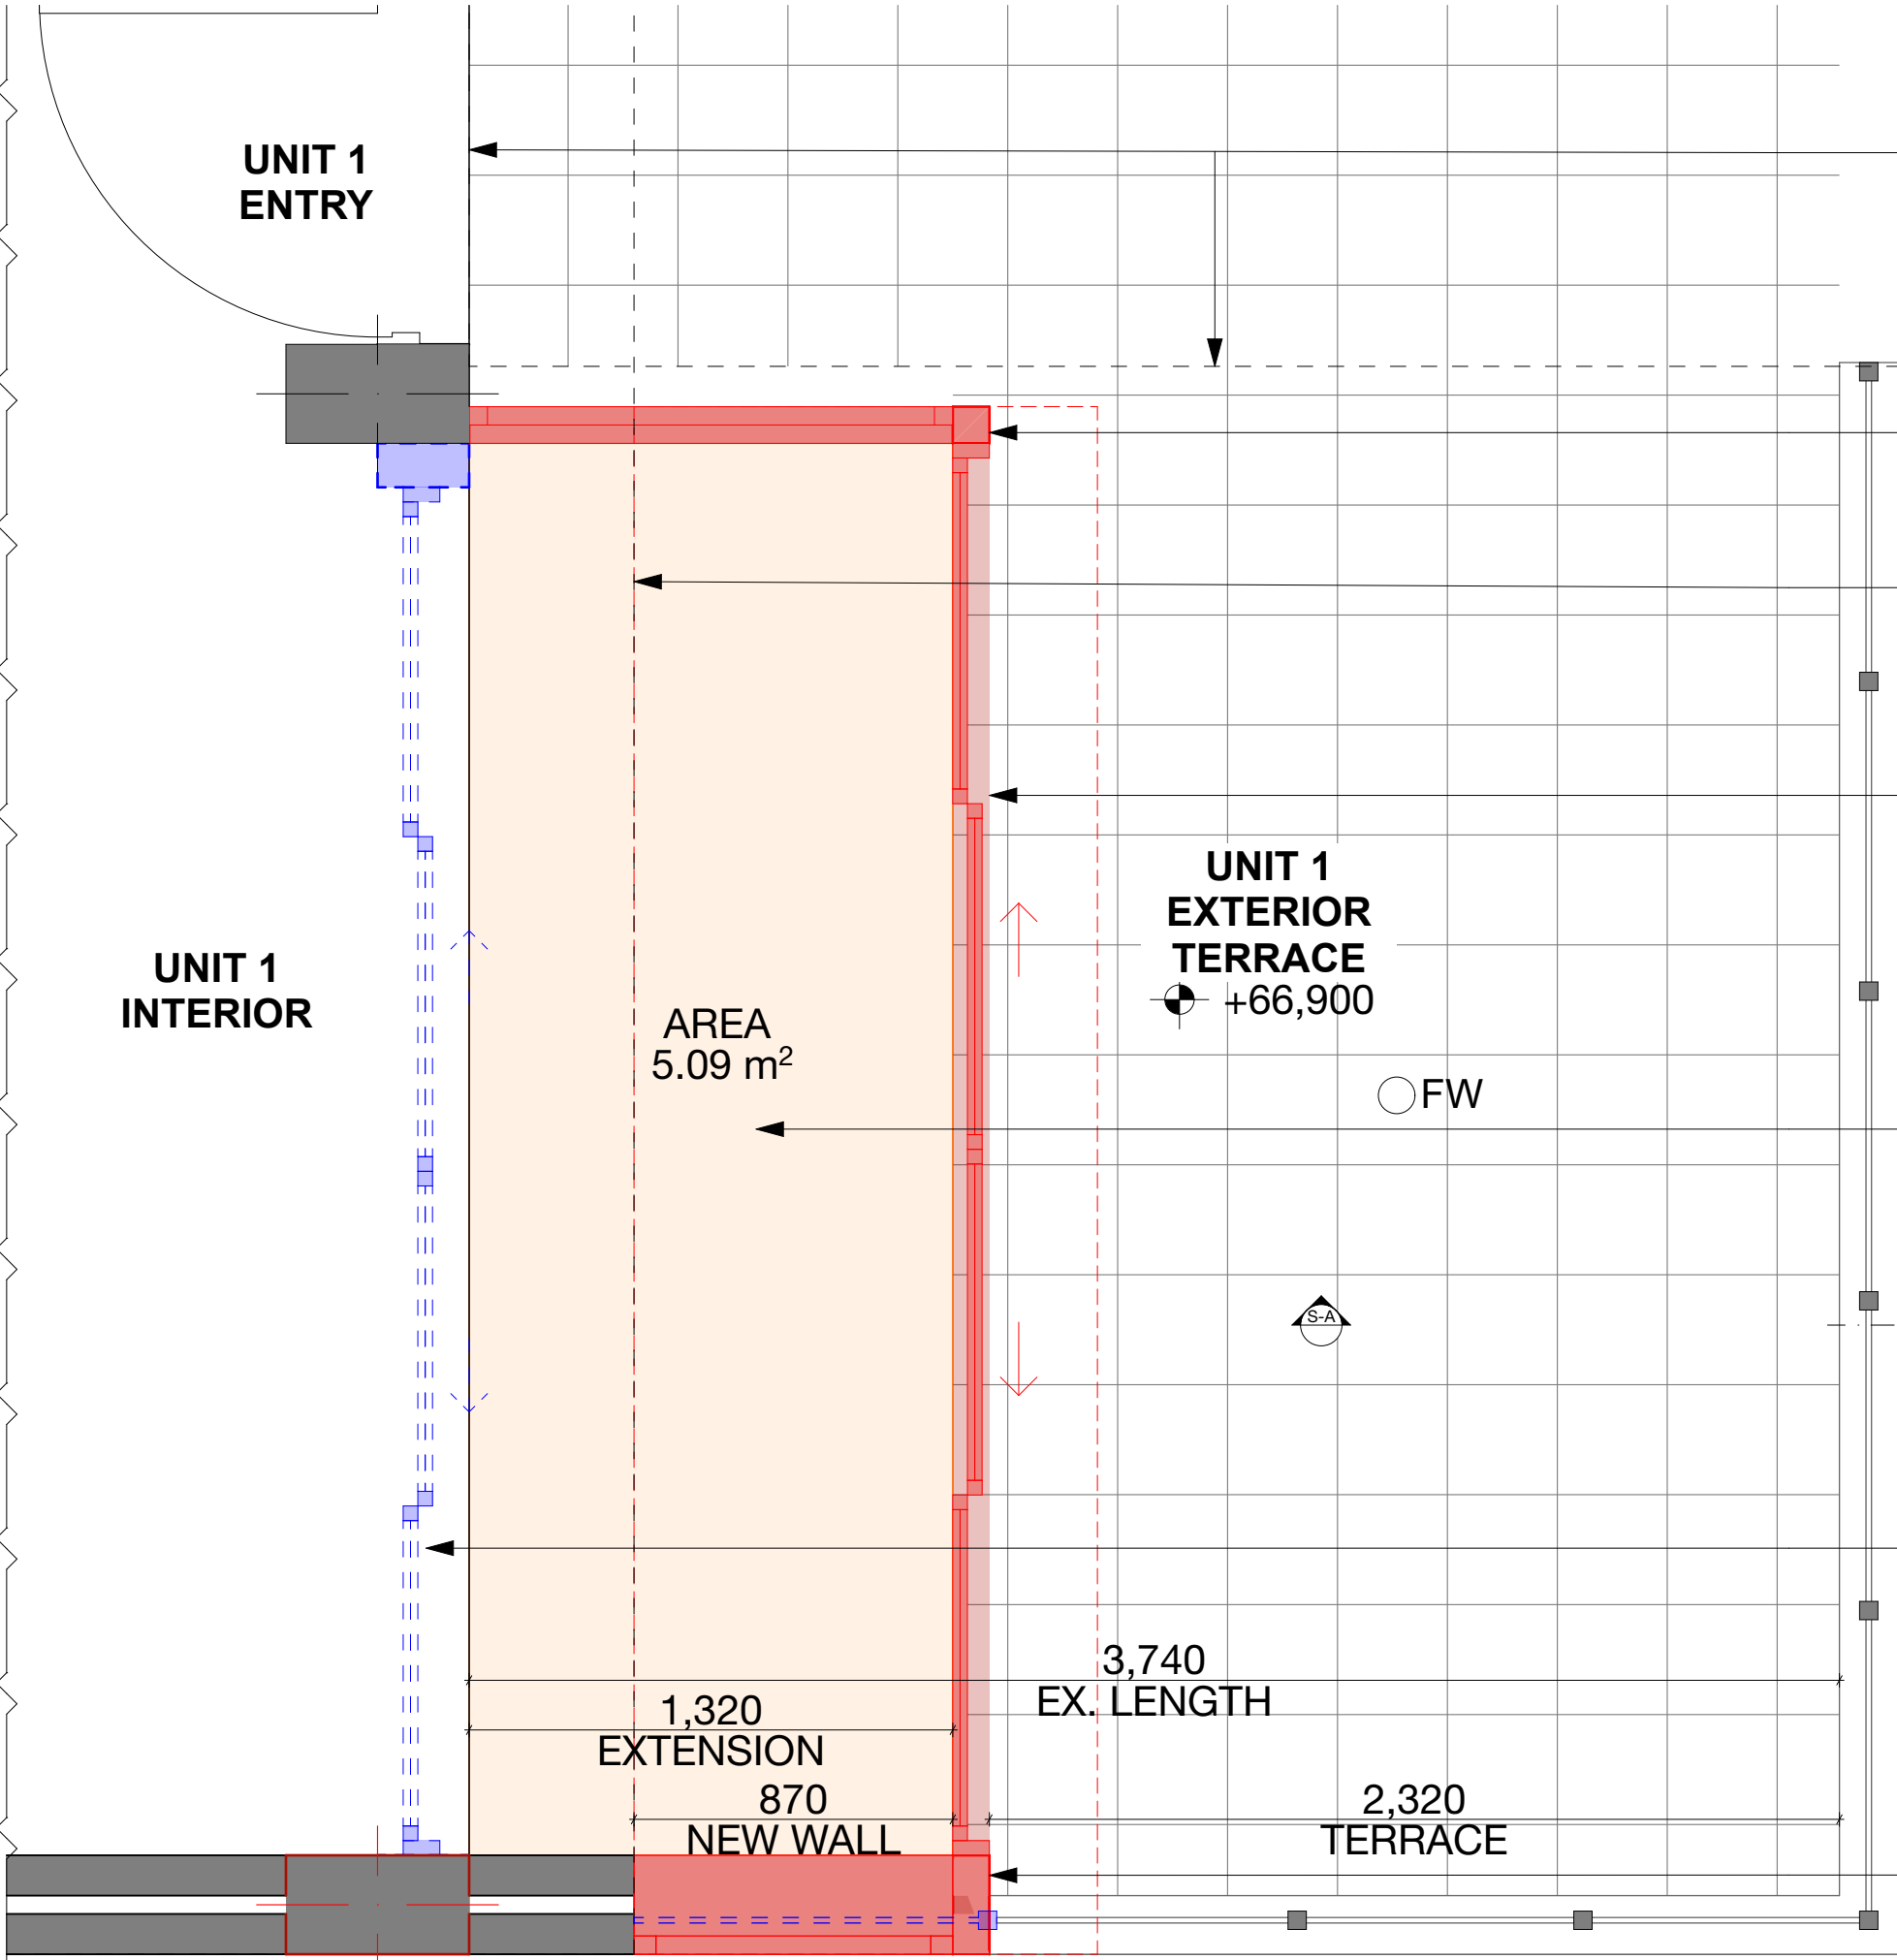 UNIT 1
ENTRY
UNIT 1
EXTERIOR
TERRACE
+66,900
UNIT 1
INTERIOR
AREA
5.09 m²
FW
S-A
3,740
EX. LENGTH
1,320
EXTENSION
870
NEW WALL
2,320
TERRACE